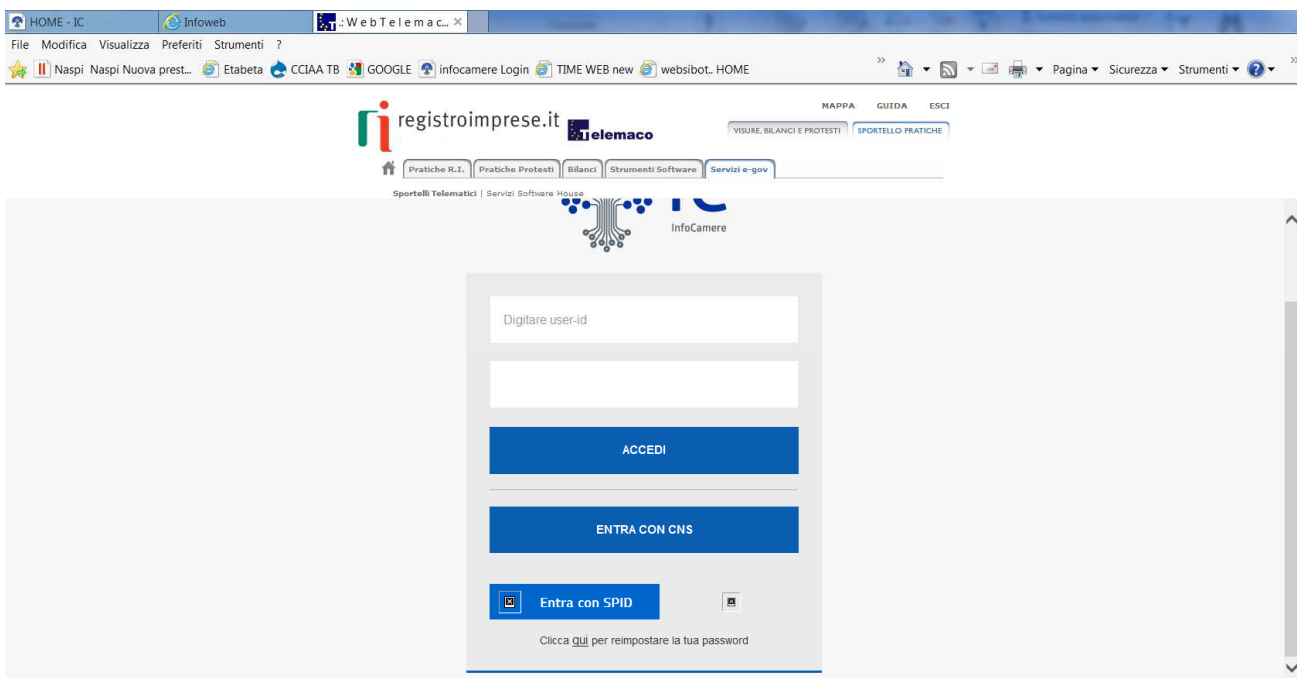 HOME - IC Infoweb .: W e b T e l e m a c... ×
File Modifica Visualizza Preferiti Strumenti ?
Naspi Naspi Nuova prest... Etabeta CCIAA TB GOOGLE infocamere Login TIME WEB new websibot.. HOME » Pagina Sicurezza Strumenti »
MAPPA GUIDA ESCI
registroimprese.it Telemaco VISURE, BILANCI E PROTESTI SPORTELLO PRATICHE
Pratiche R.I. Pratiche Protesti Bilanci Strumenti Software Servizi e-gov
Sportelli Telematici | Servizi Software House
InfoCamere
Digitare user-id
ACCEDI
ENTRA CON CNS
Entra con SPID
Clicca qui per reimpostare la tua password